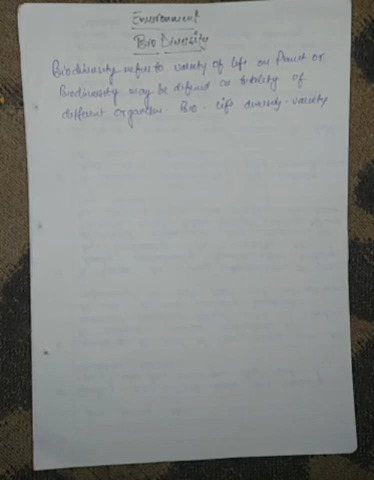 Environment
Bio Diversity
Biodiversity refers to variety of life on Planet or
Biodiversity may be defined as totality of
different organism. Bio - life diversity - variety